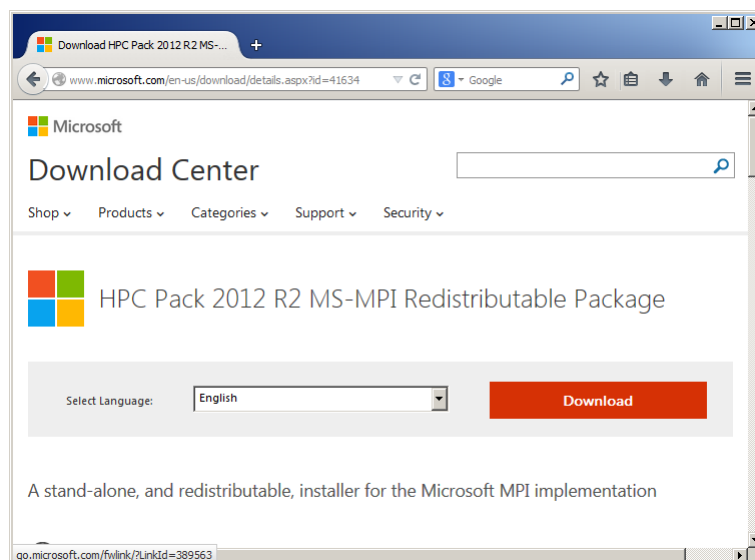 Download HPC Pack 2012 R2 MS-...
www.microsoft.com/en-us/download/details.aspx?id=41634
Google
Microsoft
Download Center
Shop Products Categories Support Security
HPC Pack 2012 R2 MS-MPI Redistributable Package
Select Language: English Download
A stand-alone, and redistributable, installer for the Microsoft MPI implementation
go.microsoft.com/fwlink/?LinkId=389563